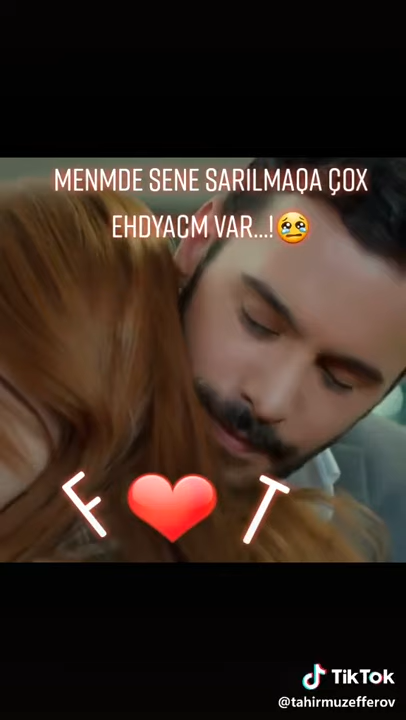 MENMDE SENE SARILMAQA ÇOX
EHDYACM VAR...!😢
F ❤️ T
TikTok
@tahirmuzefferov